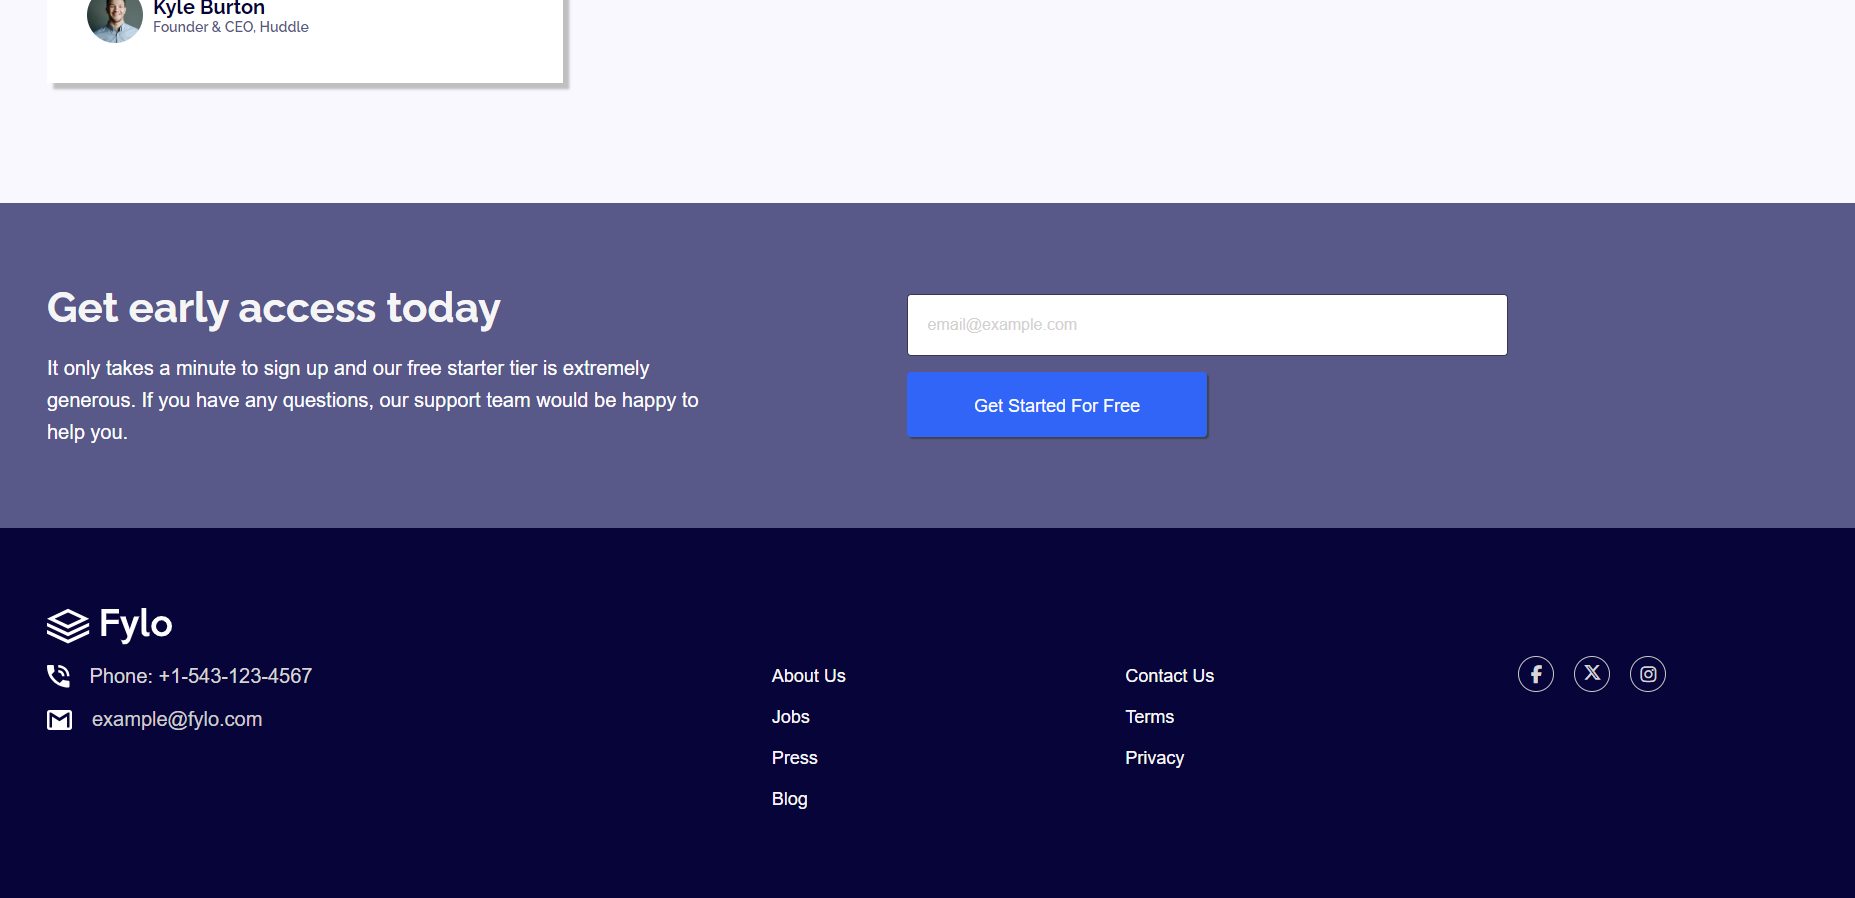 Kyle Burton
Founder & CEO, Huddle
Get early access today
It only takes a minute to sign up and our free starter tier is extremely
generous. If you have any questions, our support team would be happy to
help you.
email@example.com
Get Started For Free
Fylo
Phone: +1-543-123-4567
example@fylo.com
About Us
Jobs
Press
Blog
Contact Us
Terms
Privacy